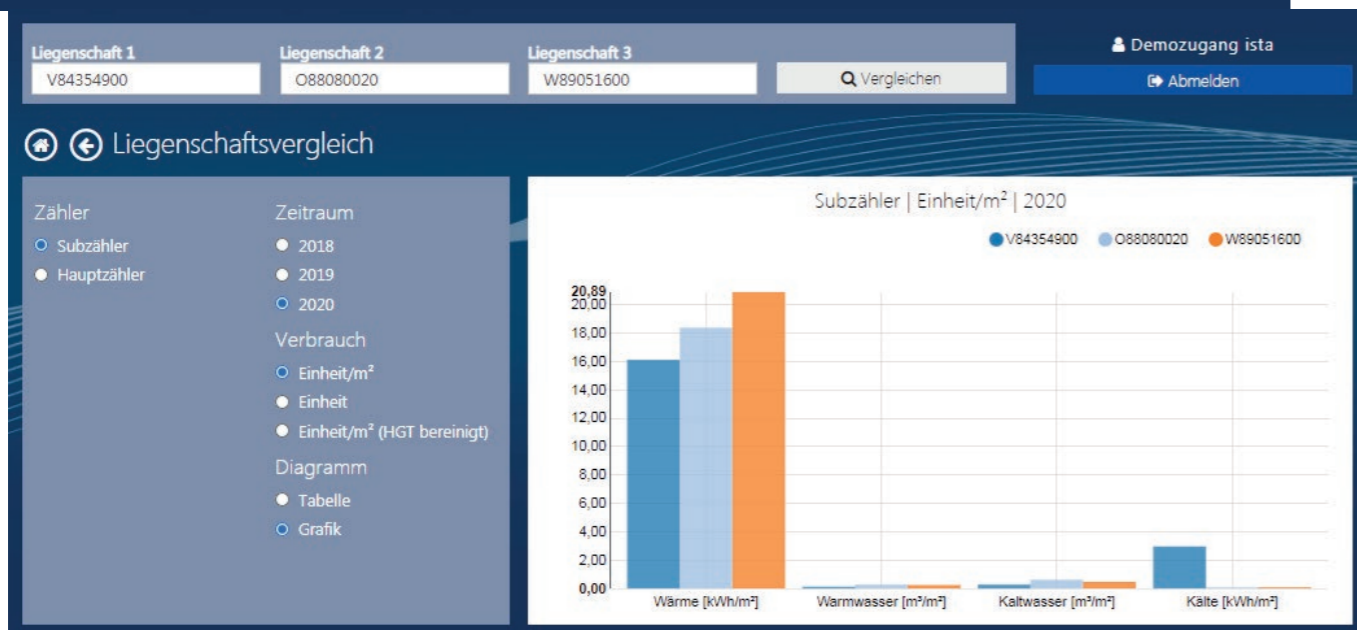 Liegenschaft 1
Liegenschaft 2
Liegenschaft 3
V84354900
O88080020
W89051600
Vergleichen
Demozugang ista
Abmelden
Liegenschaftsvergleich
Zähler
Subzähler
Hauptzähler
Zeitraum
2018
2019
2020
Verbrauch
Einheit/m²
Einheit
Einheit/m² (HGT bereinigt)
Diagramm
Tabelle
Grafik
Subzähler | Einheit/m² | 2020
V84354900
O88080020
W89051600
20,89
20,00
18,00
16,00
14,00
12,00
10,00
8,00
6,00
4,00
2,00
0,00
Wärme [kWh/m²]
Warmwasser [m³/m²]
Kaltwasser [m³/m²]
Kälte [kWh/m²]